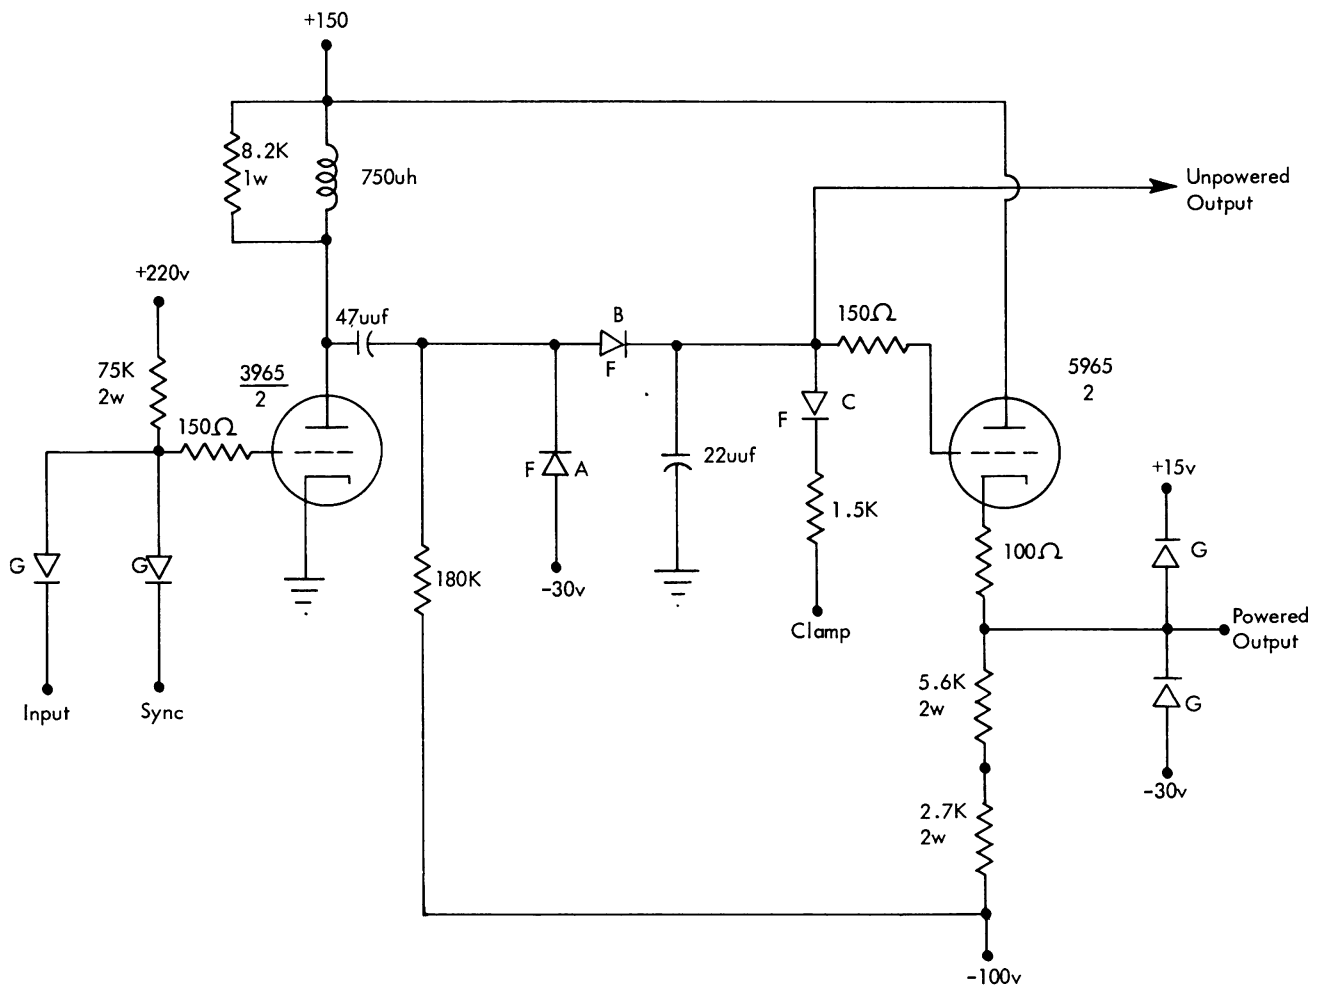 +150
8.2K
1w
750uh
Unpowered
Output
+220v
47uuf
B
150Ω
F
75K
2w
3965
2
5965
2
150Ω
F
C
F
A
22uuf
+15v
1.5K
G
G
180K
100Ω
G
-30v
Clamp
Powered
Output
Input
Sync
5.6K
2w
G
-30v
2.7K
2w
-100v